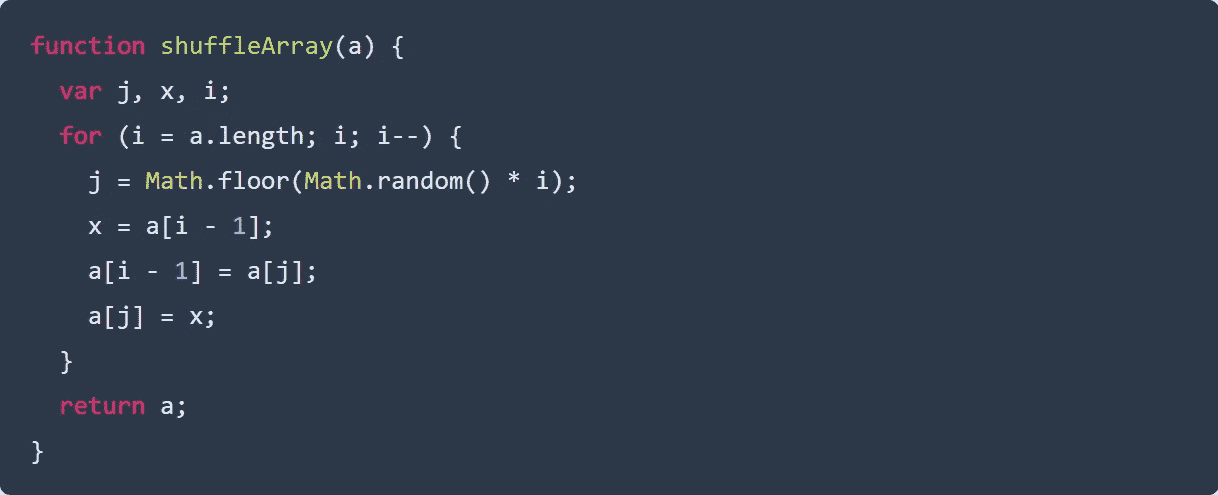 function shuffleArray(a) {
  var j, x, i;
  for (i = a.length; i; i--) {
    j = Math.floor(Math.random() * i);
    x = a[i - 1];
    a[i - 1] = a[j];
    a[j] = x;
  }
  return a;
}